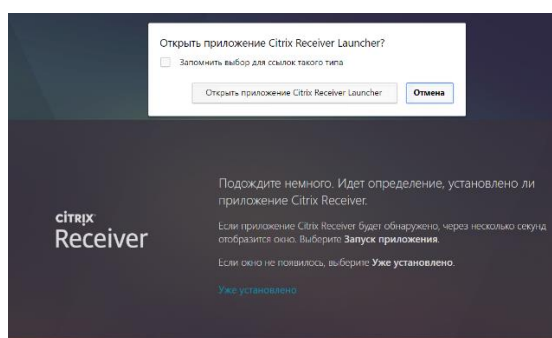 Открыть приложение Citrix Receiver Launcher?
Запомнить выбор для ссылок такого типа
Открыть приложение Citrix Receiver Launcher
Отмена
Подождите немного. Идет определение, установлено ли
приложение Citrix Receiver.
citrix
Receiver
Если приложение Citrix Receiver будет обнаружено, через несколько секунд
отобразится окно. Выберите Запуск приложения.
Если окно не появилось, выберите Уже установлено.
Уже установлено